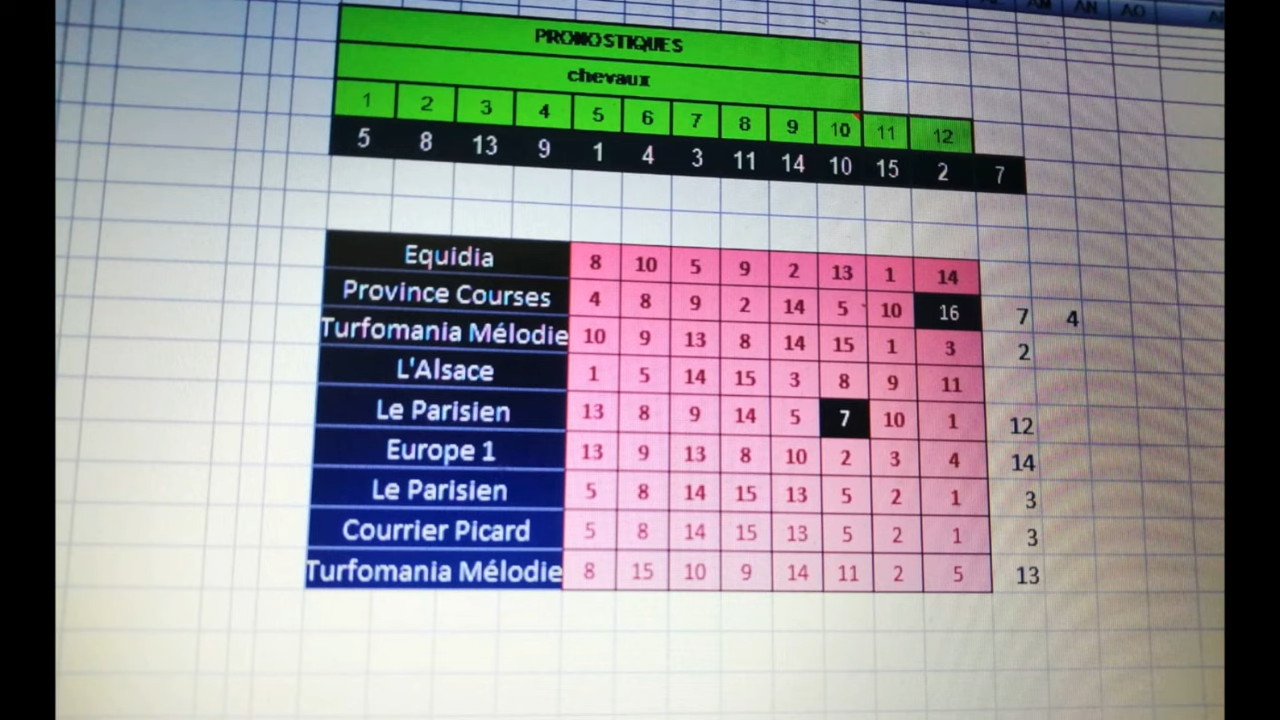 AM AN AO
PRONOSTIQUES
chevaux
1 2 3 4 5 6 7 8 9 10 11 12
5 8 13 9 1 4 3 11 14 10 15 2 7
Equidia 8 10 5 9 2 13 1 14
Province Courses 4 8 9 2 14 5 10 16 7 4
Turfomania Mélodie 10 9 13 8 14 15 1 3 2
L'Alsace 1 5 14 15 3 8 9 11
Le Parisien 13 8 9 14 5 7 10 1 12
Europe 1 13 9 13 8 10 2 3 4 14
Le Parisien 5 8 14 15 13 5 2 1 3
Courrier Picard 5 8 14 15 13 5 2 1 3
Turfomania Mélodie 8 15 10 9 14 11 2 5 13